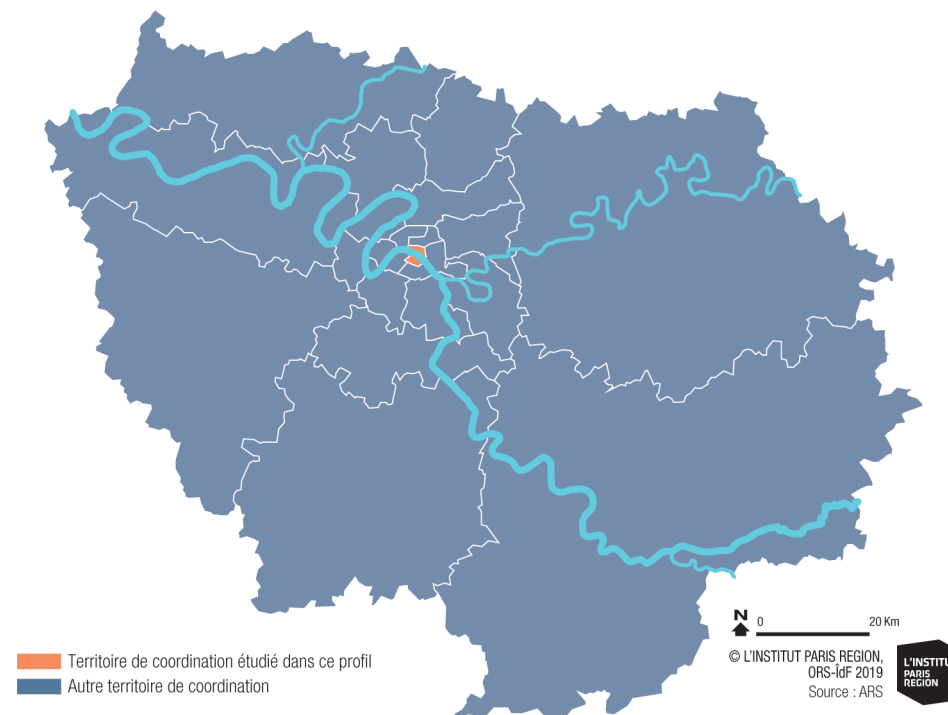 N
0 20 Km
© L'INSTITUT PARIS REGION,
ORS-îdF 2019
Source : ARS
L'INSTITU
PARIS
REGION
Territoire de coordination étudié dans ce profil
Autre territoire de coordination